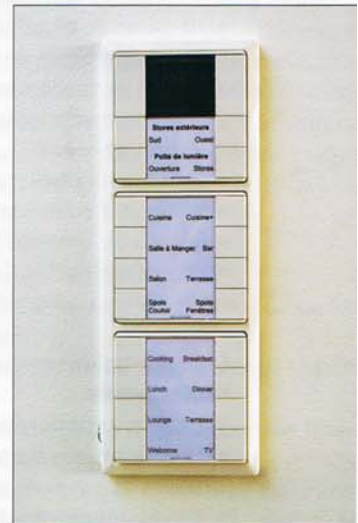 Stores extérieurs
Sud Ouest
Puits de lumière
Ouverture Stores
Cuisine Cuisine+
Salle à Manger Bar
Salon Terrasse
Spots Spots
Couloir Fenêtres
Cooking Breakfast
Lunch Dinner
Lounge Terrasse
Welcome TV